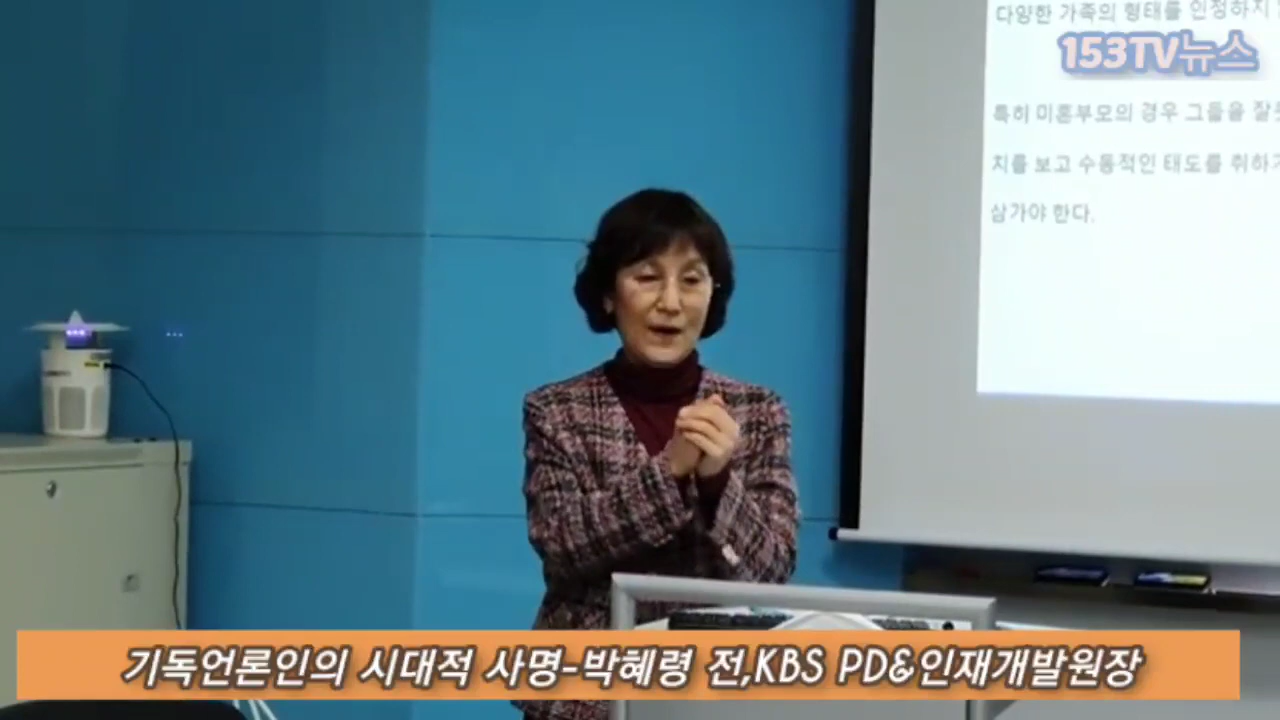 다양한 가족의 형태를 인정하지
153TV뉴스
특히 미혼부모의 경우 그들을 잘못
치를 보고 수동적인 태도를 취하
삼가야 한다.
기독언론인의 시대적 사명-박혜령 전,KBS PD&인재개발원장